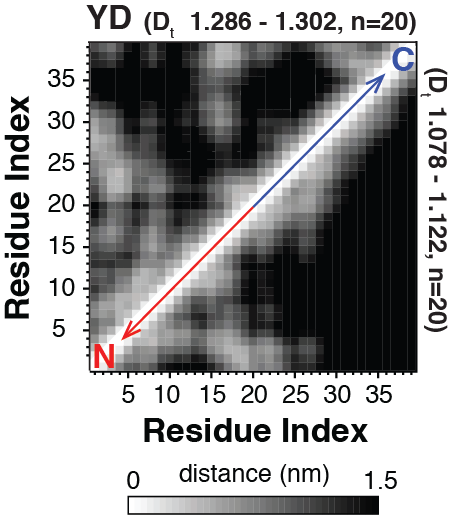 YD (Dt 1.286 - 1.302, n=20)
C
(Dt 1.078 - 1.122, n=20)
Residue Index
35
30
25
20
15
10
5
N
5 10 15 20 25 30 35
Residue Index
0 distance (nm) 1.5